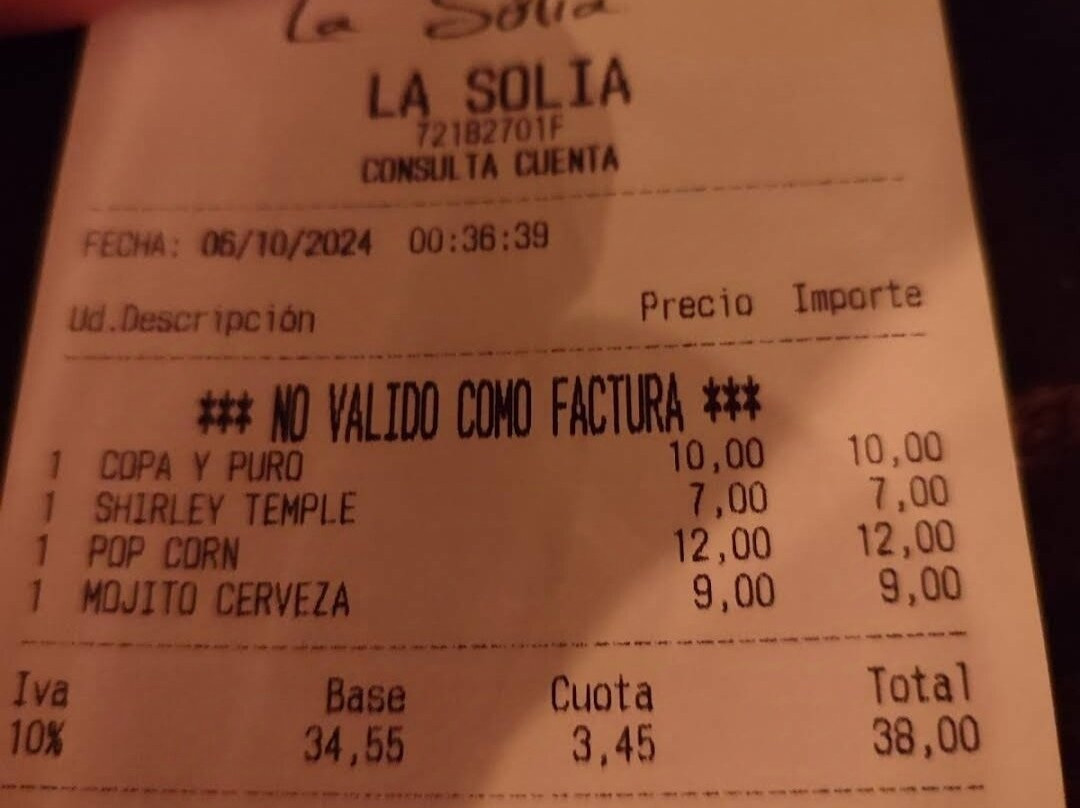 La Solia
LA SOLIA
72182701F
CONSULTA CUENTA
FECHA: 06/10/2024 00:36:39
Ud.Descripción Precio Importe
*** NO VALIDO COMO FACTURA ***
1 COPA Y PURO 10,00 10,00
1 SHIRLEY TEMPLE 7,00 7,00
1 POP CORN 12,00 12,00
1 MOJITO CERVEZA 9,00 9,00
Iva Base Cuota Total
10% 34,55 3,45 38,00